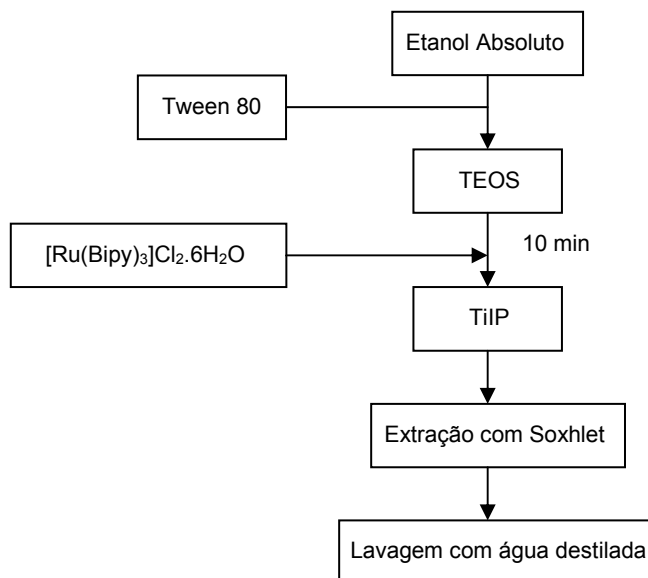 Etanol Absoluto
Tween 80
TEOS
10 min
[Ru(Bipy)₃]Cl₂.6H₂O
TiIP
Extração com Soxhlet
Lavagem com água destilada